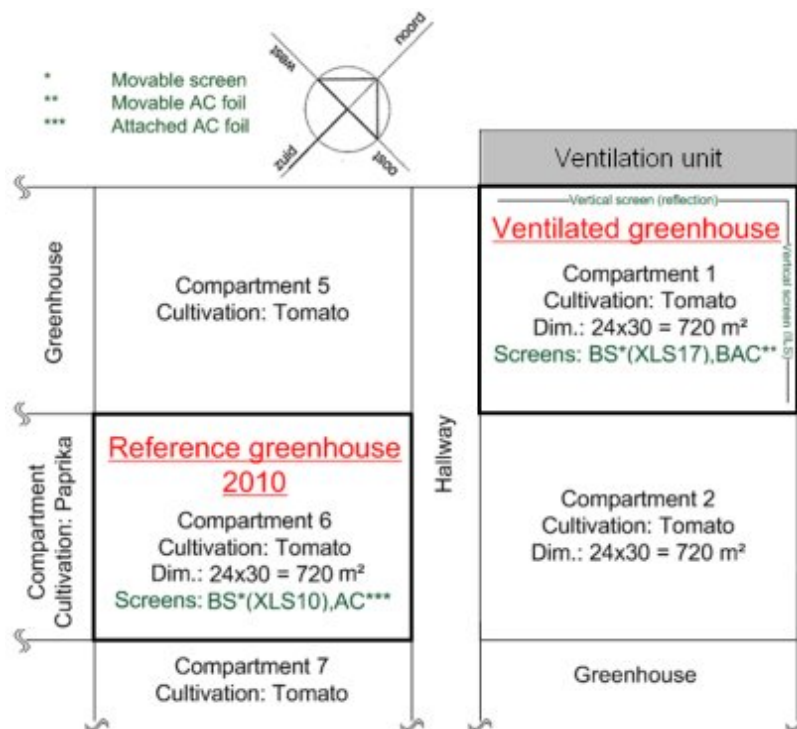 noord
west
* Movable screen
** Movable AC foil
*** Attached AC foil
zuid
oost
Ventilation unit
Vertical screen (reflection)
Ventilated greenhouse
Compartment 1
Cultivation: Tomato
Dim.: 24x30 = 720 m²
Screens: BS*(XLS17),BAC**
Vertical screen (ILS)
Greenhouse
Compartment 5
Cultivation: Tomato
Hallway
Compartment
Cultivation: Paprika
Reference greenhouse
2010
Compartment 6
Cultivation: Tomato
Dim.: 24x30 = 720 m²
Screens: BS*(XLS10),AC***
Compartment 2
Cultivation: Tomato
Dim.: 24x30 = 720 m²
Compartment 7
Cultivation: Tomato
Greenhouse